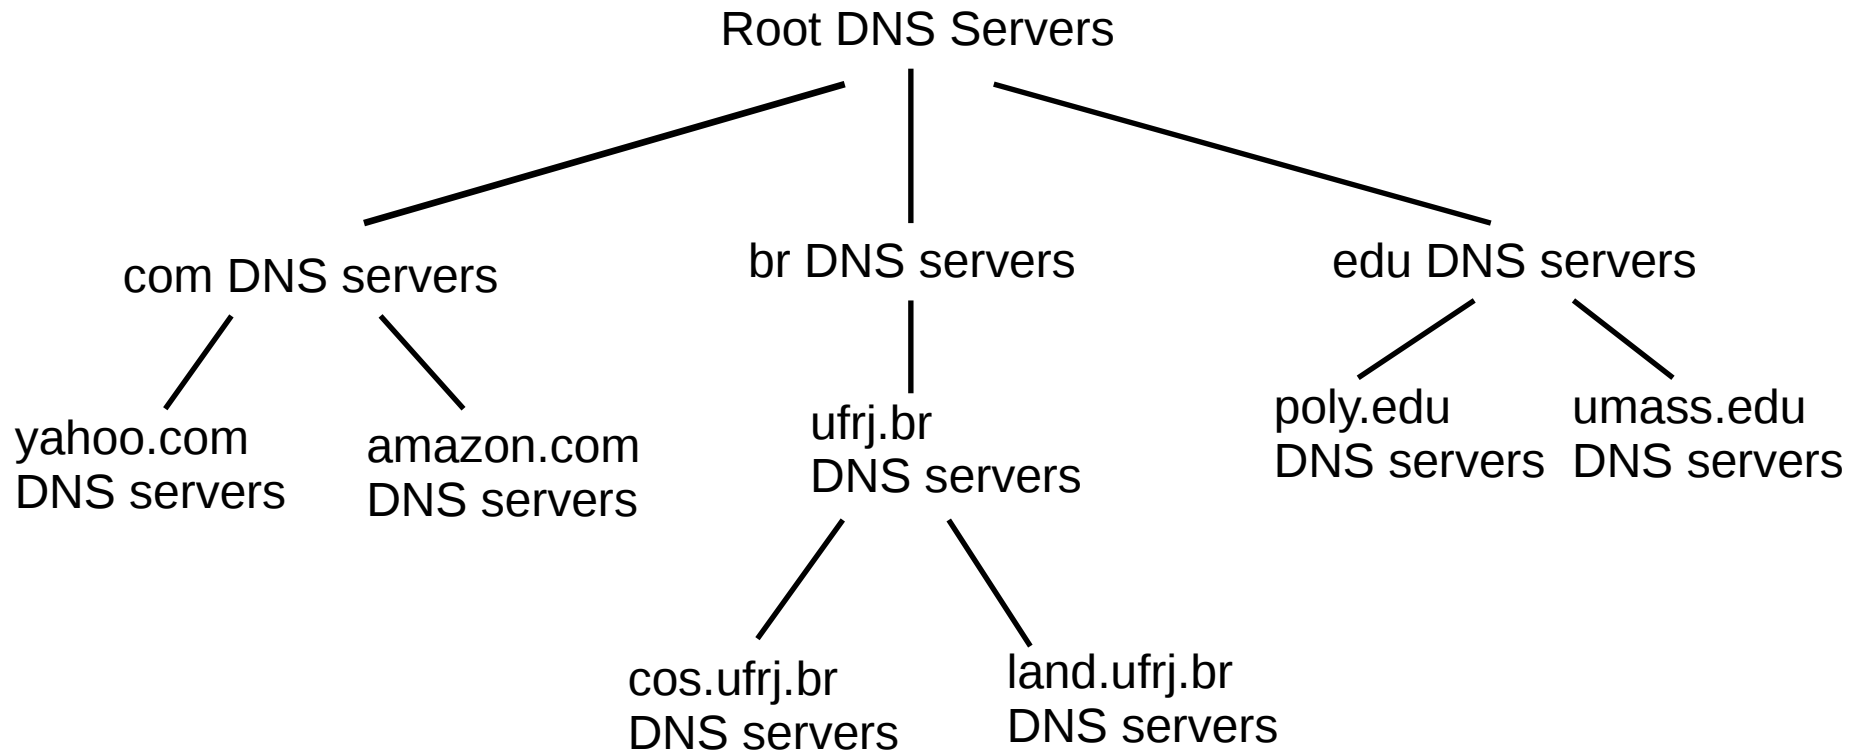 Root DNS Servers
com DNS servers
br DNS servers
edu DNS servers
yahoo.com
DNS servers
amazon.com
DNS servers
ufrj.br
DNS servers
poly.edu
DNS servers
umass.edu
DNS servers
cos.ufrj.br
DNS servers
land.ufrj.br
DNS servers